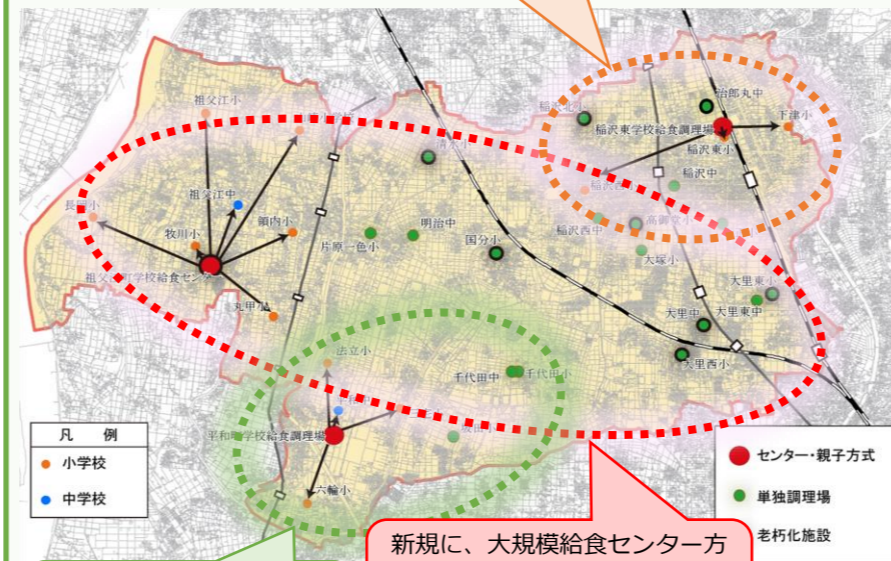 祖父江小
治郎丸中
稲沢北小
下津小
稲沢東学校給食調理場
稲沢東小
清水小
稲沢西小
稲沢中
祖父江中
長岡小
領内小
明治中
稲沢西中
高御堂小
牧川小
片原一色小
国分小
大塚小
祖父江町学校給食センター
大里東小
丸甲小
大里中
大里東中
法立小
大里西小
千代田中
千代田小
平和町学校給食調理場
六輪小
凡 例
小学校
中学校
センター・親子方式
単独調理場
老朽化施設
新規に、大規模給食センター方